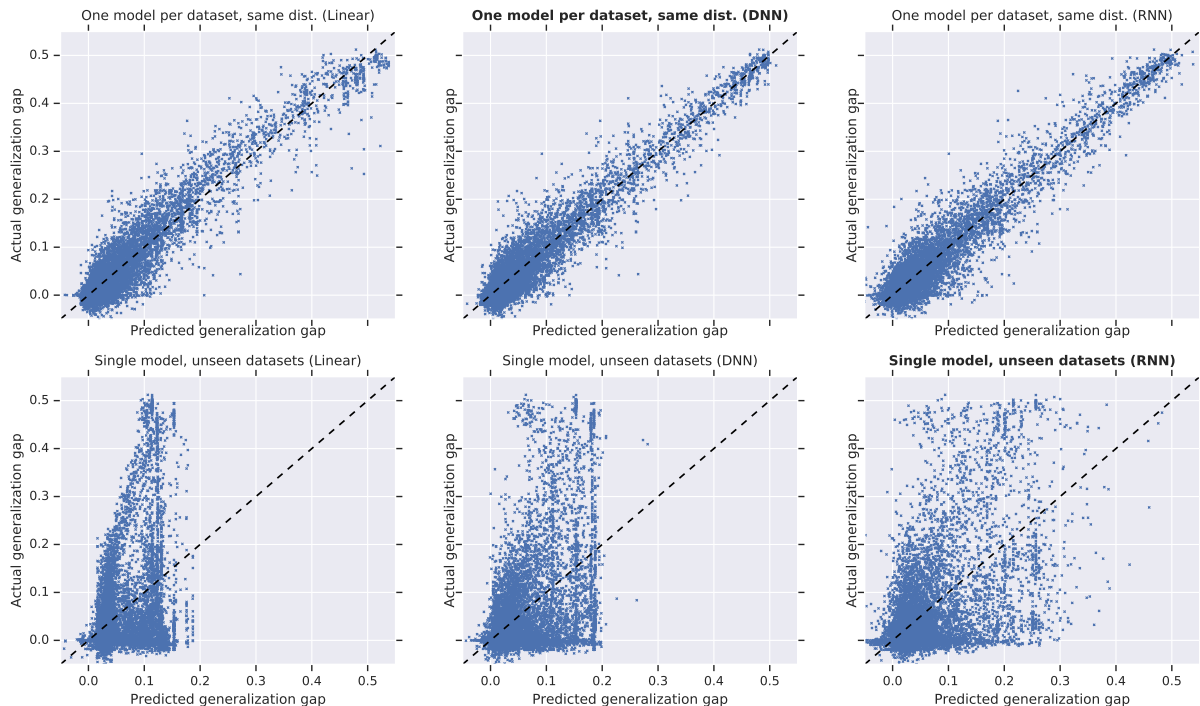 One model per dataset, same dist. (Linear)
One model per dataset, same dist. (DNN)
One model per dataset, same dist. (RNN)
Actual generalization gap
0.5
0.4
0.3
0.2
0.1
0.0
Predicted generalization gap
Actual generalization gap
Predicted generalization gap
Actual generalization gap
Predicted generalization gap
Single model, unseen datasets (Linear)
Single model, unseen datasets (DNN)
Single model, unseen datasets (RNN)
Actual generalization gap
0.5
0.4
0.3
0.2
0.1
0.0
0.0 0.1 0.2 0.3 0.4 0.5
Predicted generalization gap
Actual generalization gap
0.0 0.1 0.2 0.3 0.4 0.5
Predicted generalization gap
Actual generalization gap
0.0 0.1 0.2 0.3 0.4 0.5
Predicted generalization gap